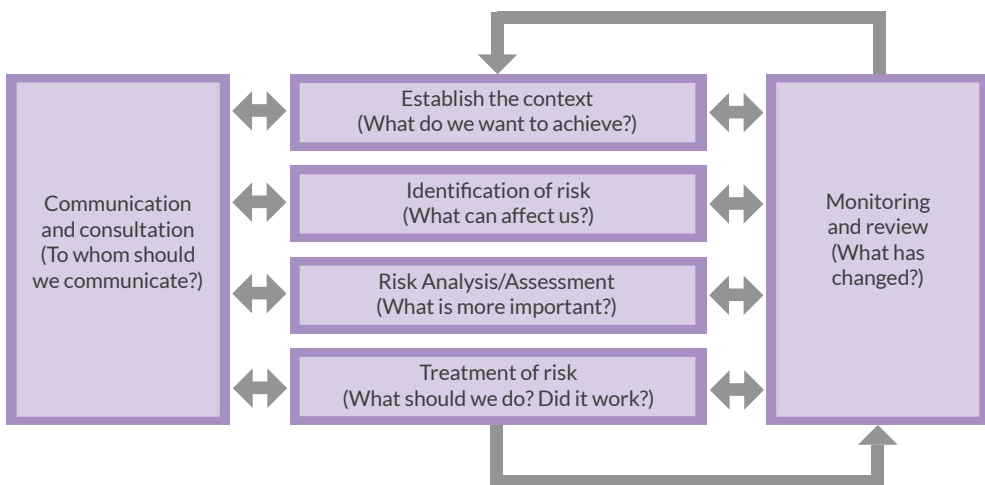 Communication
and consultation
(To whom should
we communicate?)
Establish the context
(What do we want to achieve?)
Identification of risk
(What can affect us?)
Risk Analysis/Assessment
(What is more important?)
Treatment of risk
(What should we do? Did it work?)
Monitoring
and review
(What has
changed?)